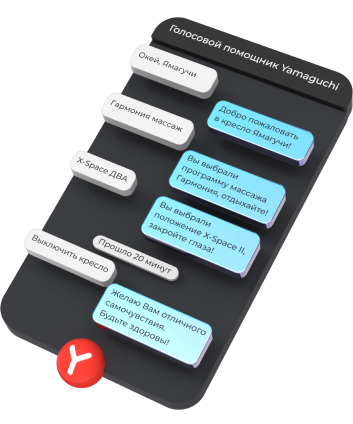 Голосовой помощник Yamaguchi
Окей, Ямагучи
Добро пожаловать
в кресло Ямагучи!
Гармония массаж
Вы выбрали
программу массажа
Гармония, отдыхайте!
X-Space ДВА
Вы выбрали
положение X-Space II,
закройте глаза!
Прошло 20 минут
Выключить кресло
Желаю Вам отличного
самочувствия.
Будьте здоровы!